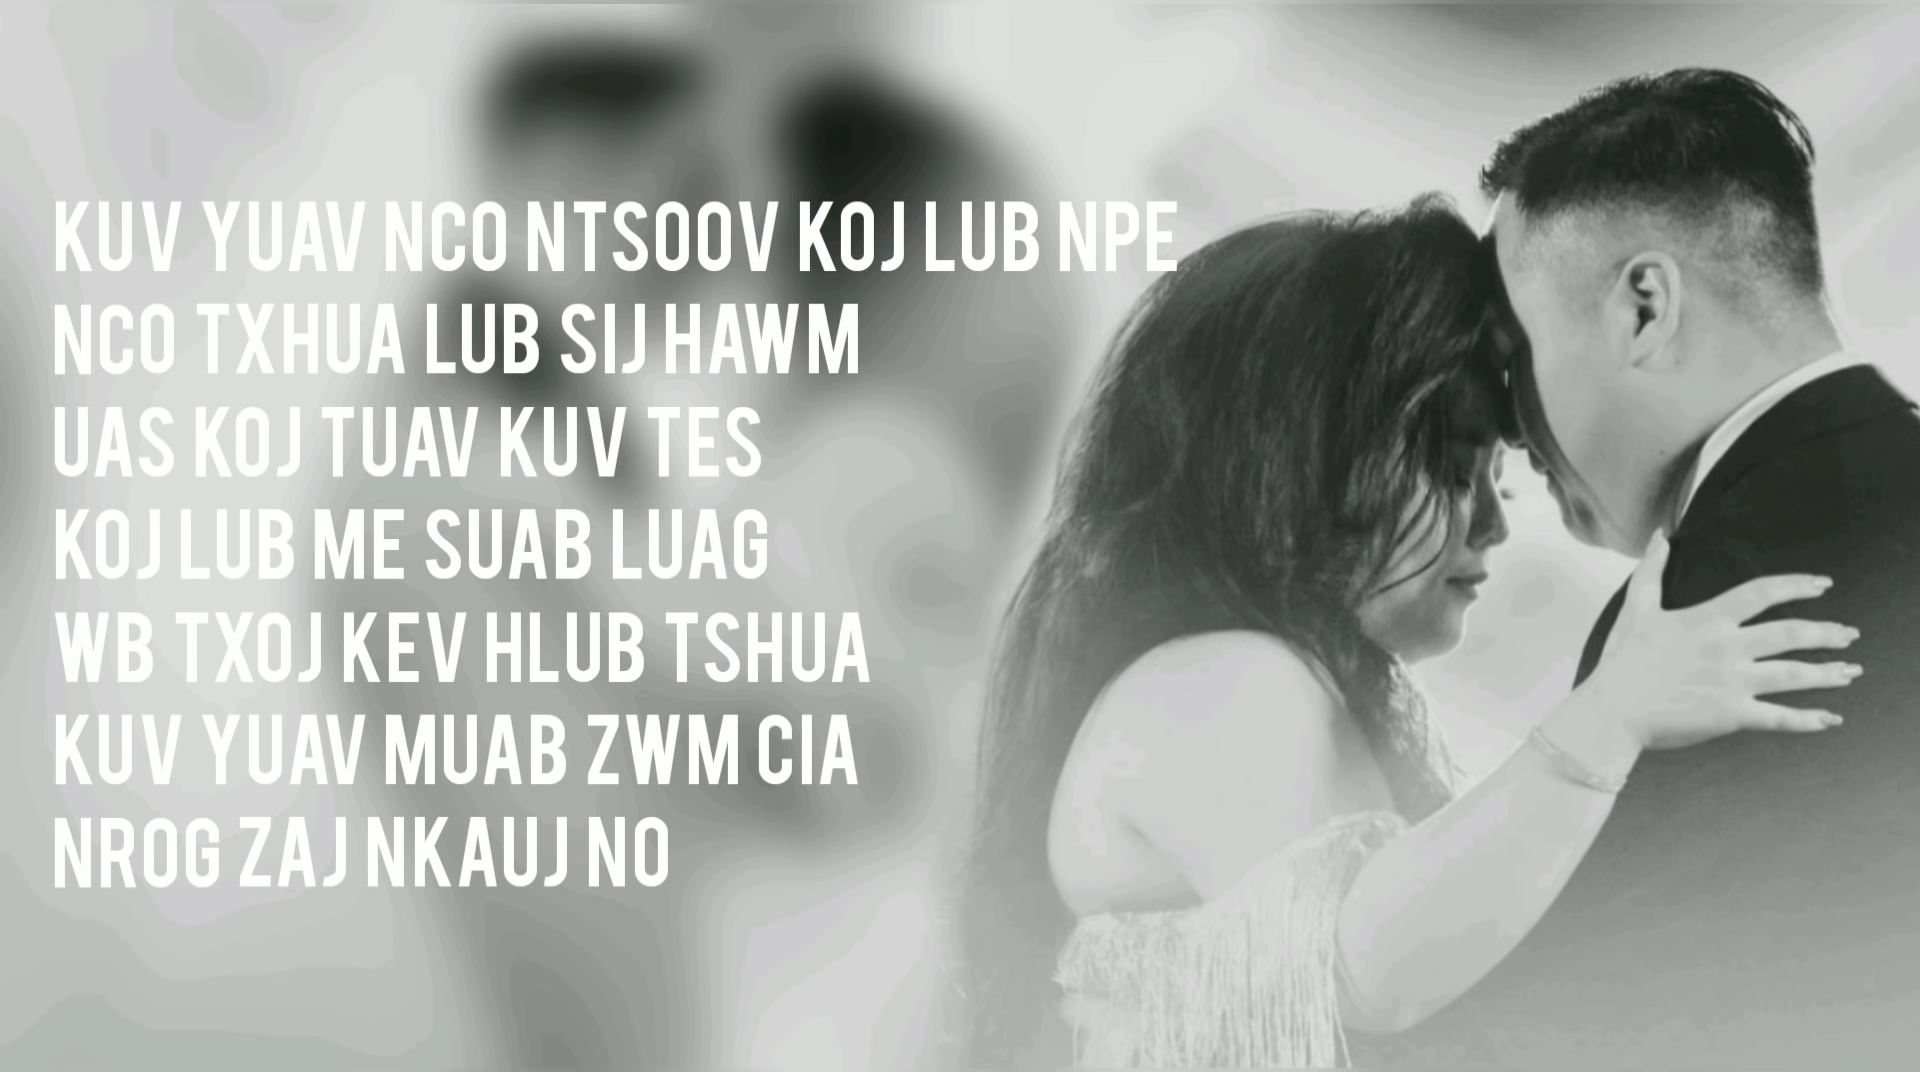 KUV YUAV NCO NTSOOV KOJ LUB NPE
NCO TXHUA LUB SIJ HAWM
UAS KOJ TUAV KUV TES
KOJ LUB ME SUAB LUAG
WB TXOJ KEV HLUB TSHUA
KUV YUAV MUAB ZWM CIA
NROG ZAJ NKAUJ NO